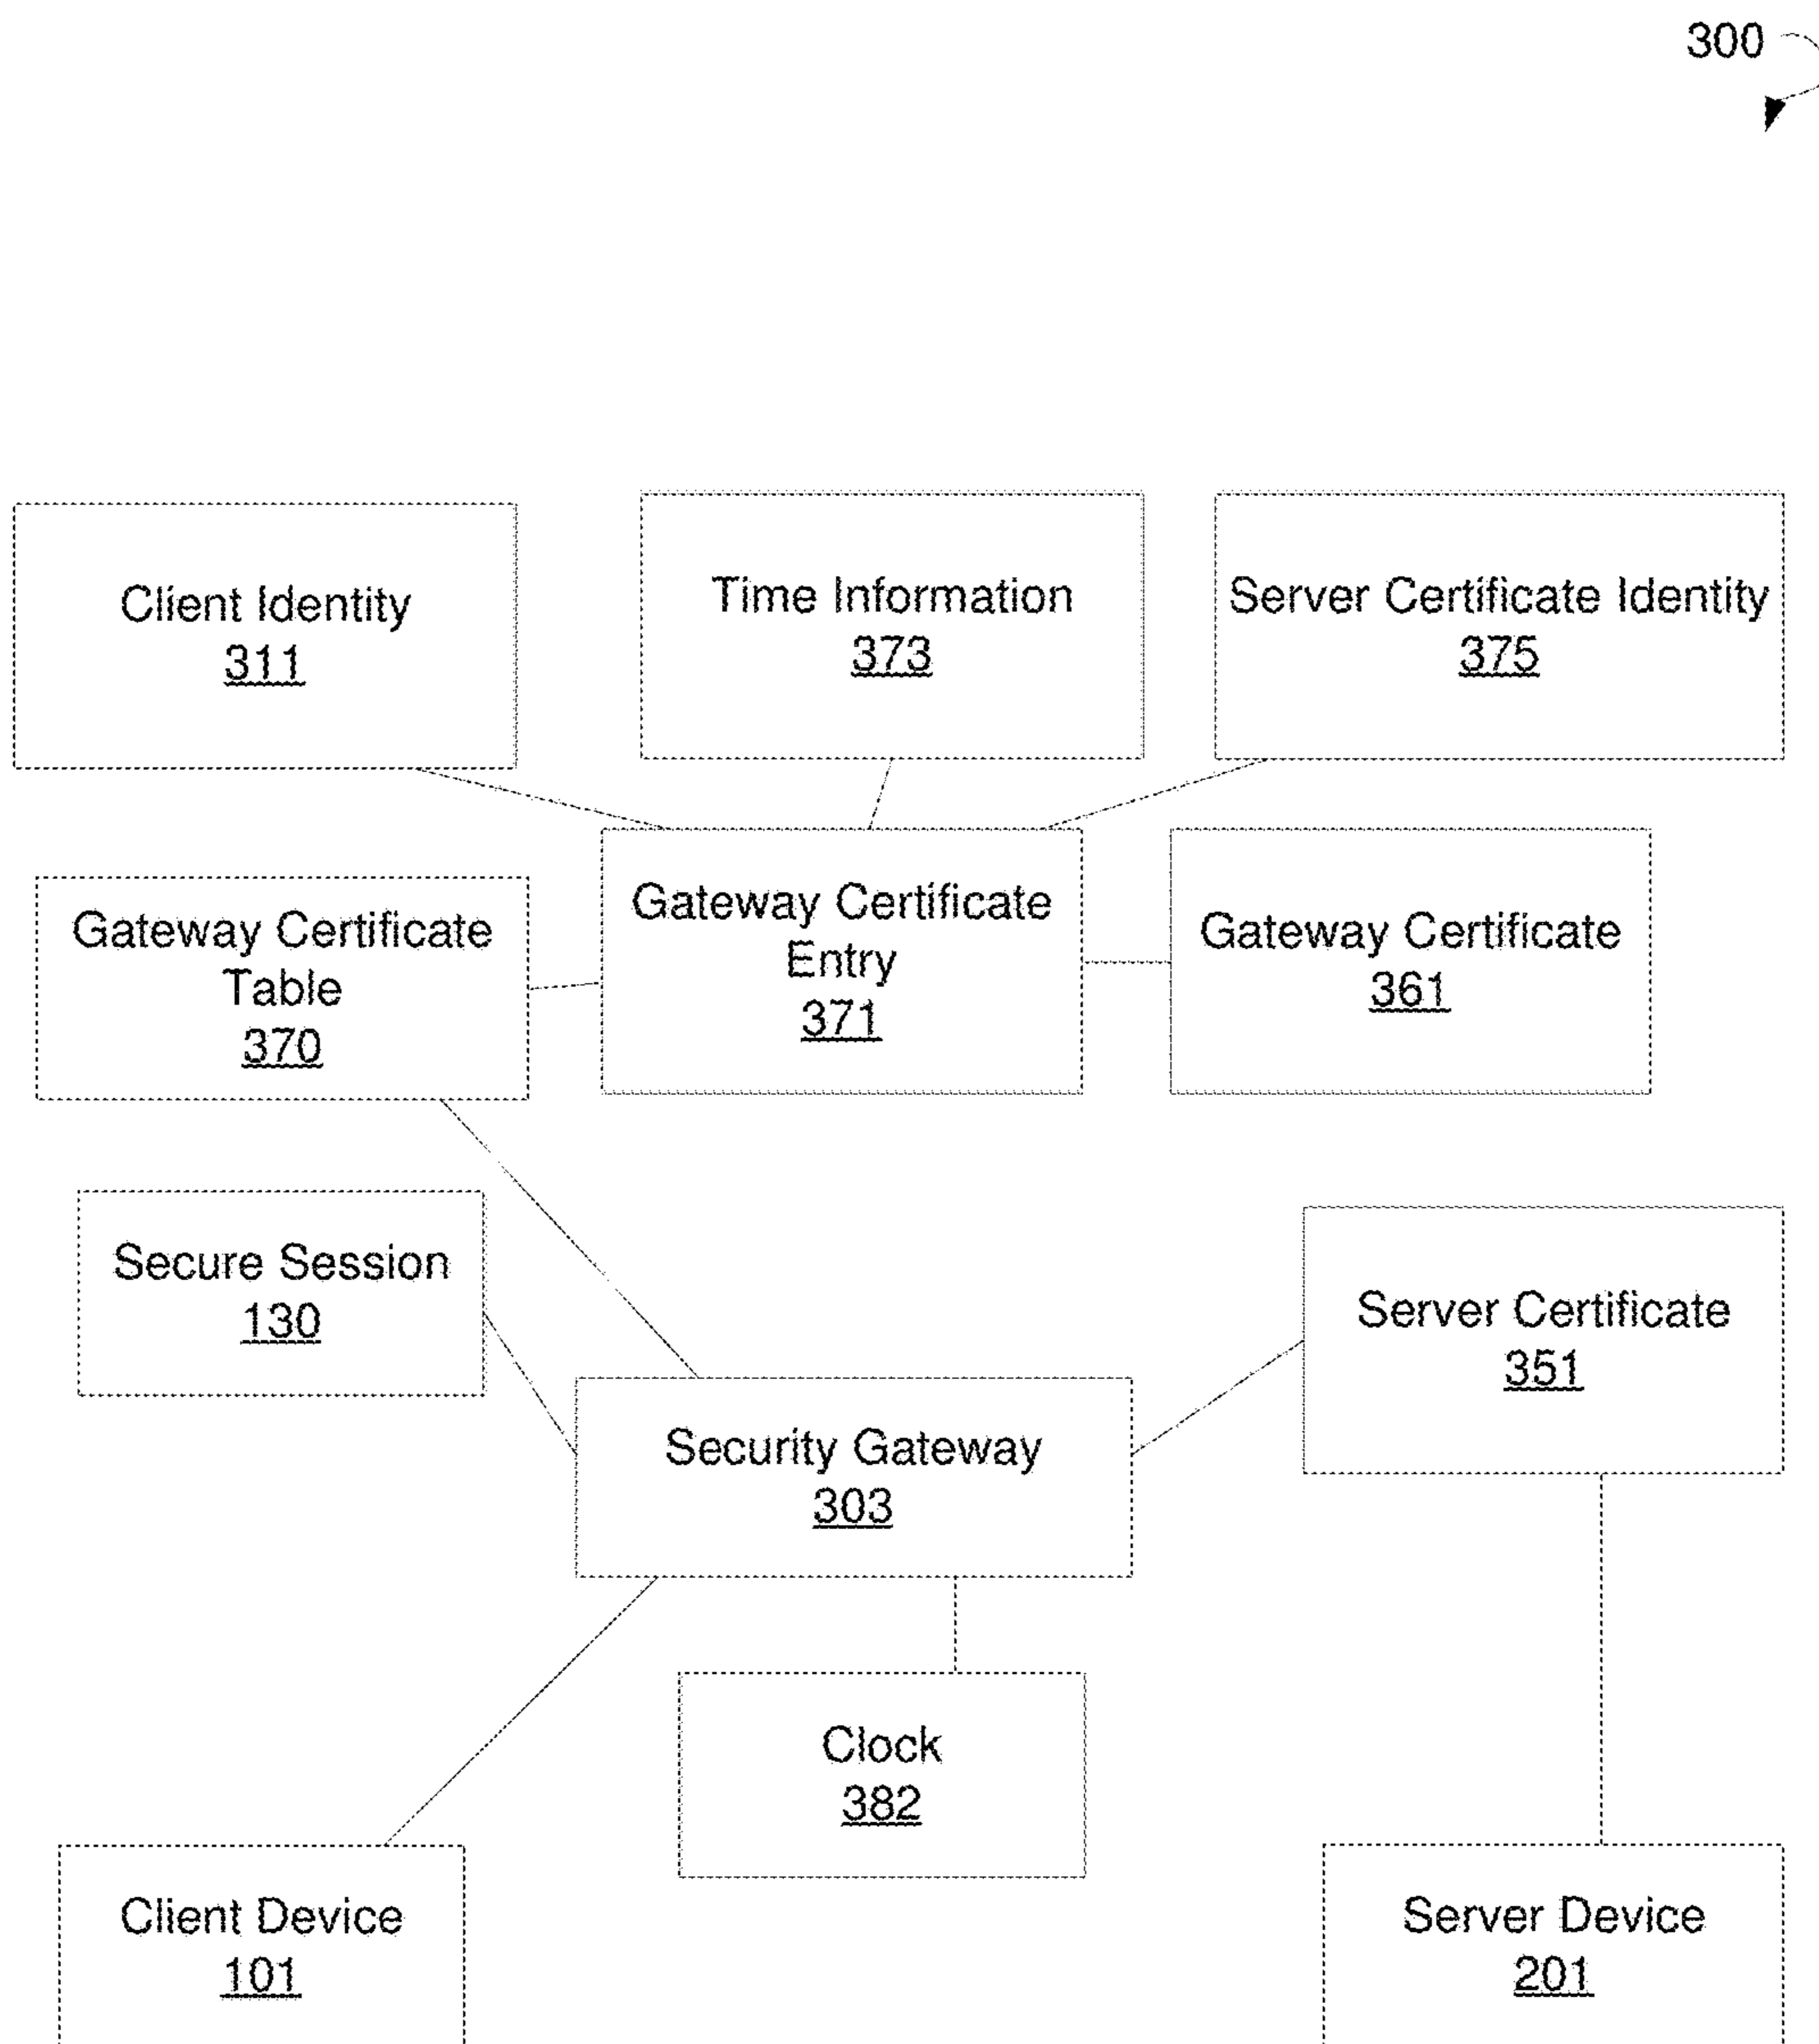 300
Client Identity
311
Time Information
373
Server Certificate Identity
375
Gateway Certificate
Table
370
Gateway Certificate
Entry
371
Gateway Certificate
361
Secure Session
130
Server Certificate
351
Security Gateway
303
Clock
382
Client Device
101
Server Device
201